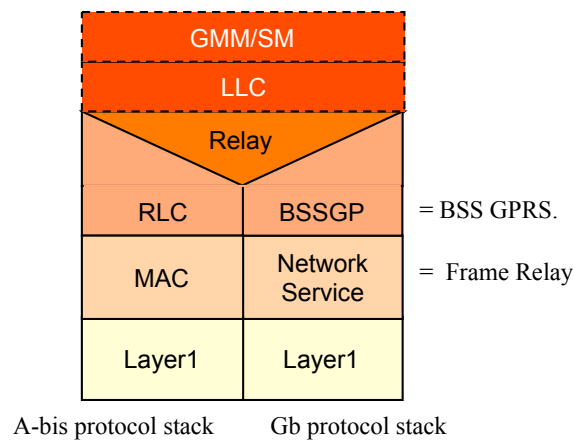 GMM/SM
LLC
Relay
RLC
BSSGP
= BSS GPRS.
MAC
Network
Service
= Frame Relay
Layer1
Layer1
A-bis protocol stack
Gb protocol stack